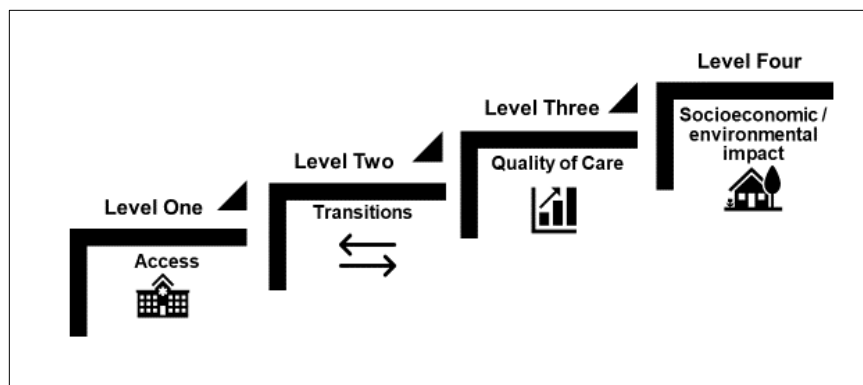 Level One
Access
Level Two
Transitions
Level Three
Quality of Care
Level Four
Socioeconomic /
environmental
impact